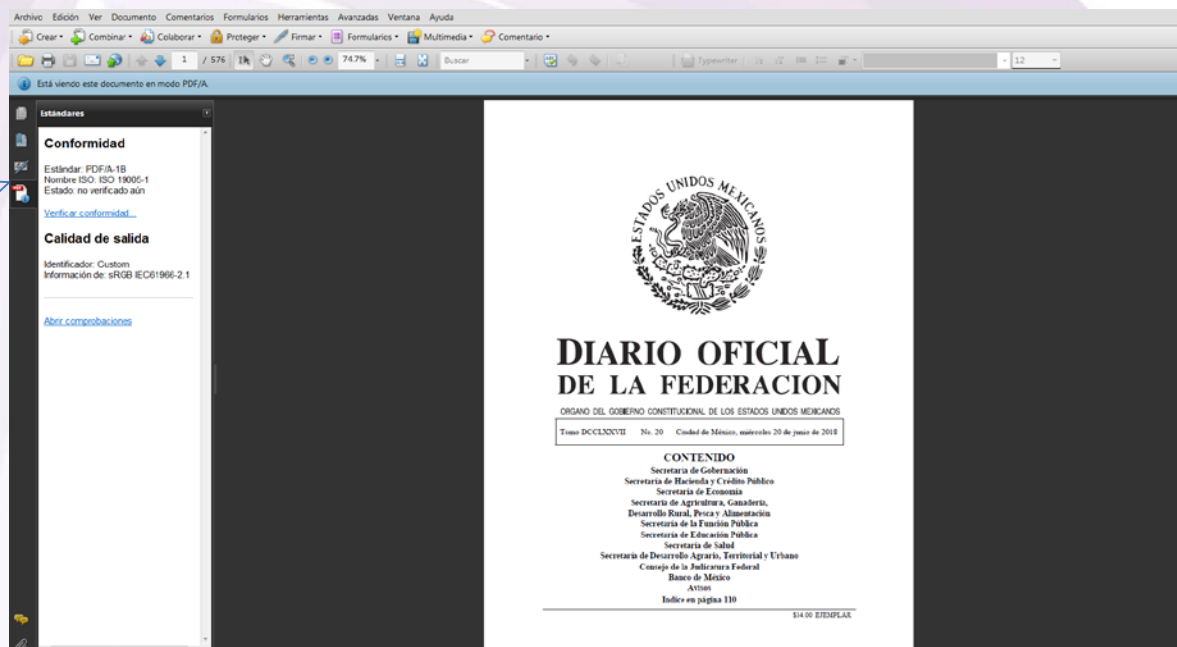 Archivo Edición Ver Documento Comentarios Formularios Herramientas Avanzadas Ventana Ayuda
Crear Combinar Colaborar Proteger Firmar Formularios Multimedia Comentario
1 / 576 74.7% Buscar Typewriter 12
Está viendo este documento en modo PDF/A.
Estándares
Conformidad
Estándar: PDF/A-1B
Nombre ISO: ISO 19005-1
Estado: no verificado aún
Verificar conformidad...
Calidad de salida
Identificador: Custom
Información de: sRGB IEC61966-2.1
Abrir comprobaciones
ESTADOS UNIDOS MEXICANOS
DIARIO OFICIAL
DE LA FEDERACION
ORGANO DEL GOBIERNO CONSTITUCIONAL DE LOS ESTADOS UNIDOS MEXICANOS
Tomo DCCLXXVII No. 20 Ciudad de México, miércoles 20 de junio de 2018
CONTENIDO
Secretaría de Gobernación
Secretaría de Hacienda y Crédito Público
Secretaría de Economía
Secretaría de Agricultura, Ganadería,
Desarrollo Rural, Pesca y Alimentación
Secretaría de la Función Pública
Secretaría de Educación Pública
Secretaría de Salud
Secretaría de Desarrollo Agrario, Territorial y Urbano
Consejo de la Judicatura Federal
Banco de México
Avisos
Indice en página 110
$14.00 EJEMPLAR